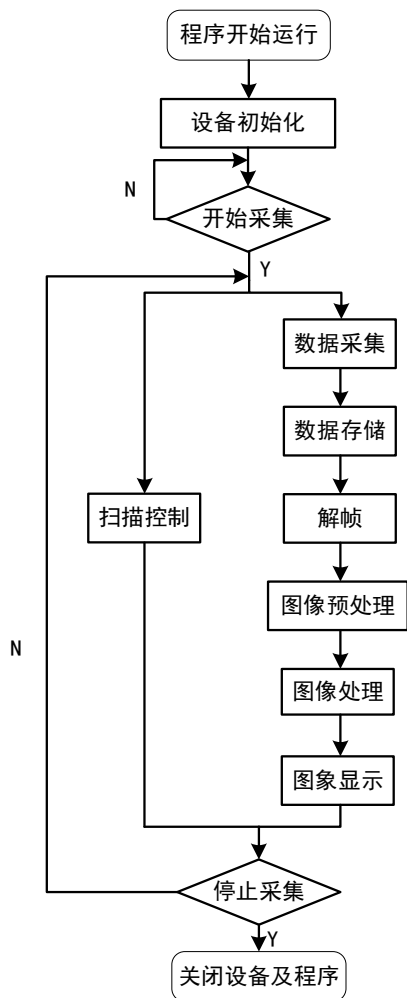 程序开始运行
设备初始化
N
开始采集
Y
数据采集
数据存储
扫描控制
解帧
图像预处理
N
图像处理
图象显示
停止采集
Y
关闭设备及程序